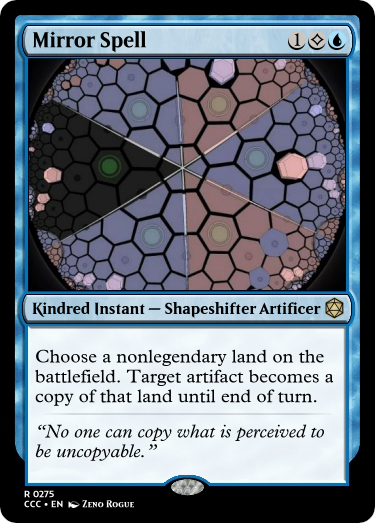 Mirror Spell 1
Kindred Instant — Shapeshifter Artificer
Choose a nonlegendary land on the
battlefield. Target artifact becomes a
copy of that land until end of turn.
“No one can copy what is perceived to
be uncopyable.”
R 0275
CCC • EN Zeno Rogue